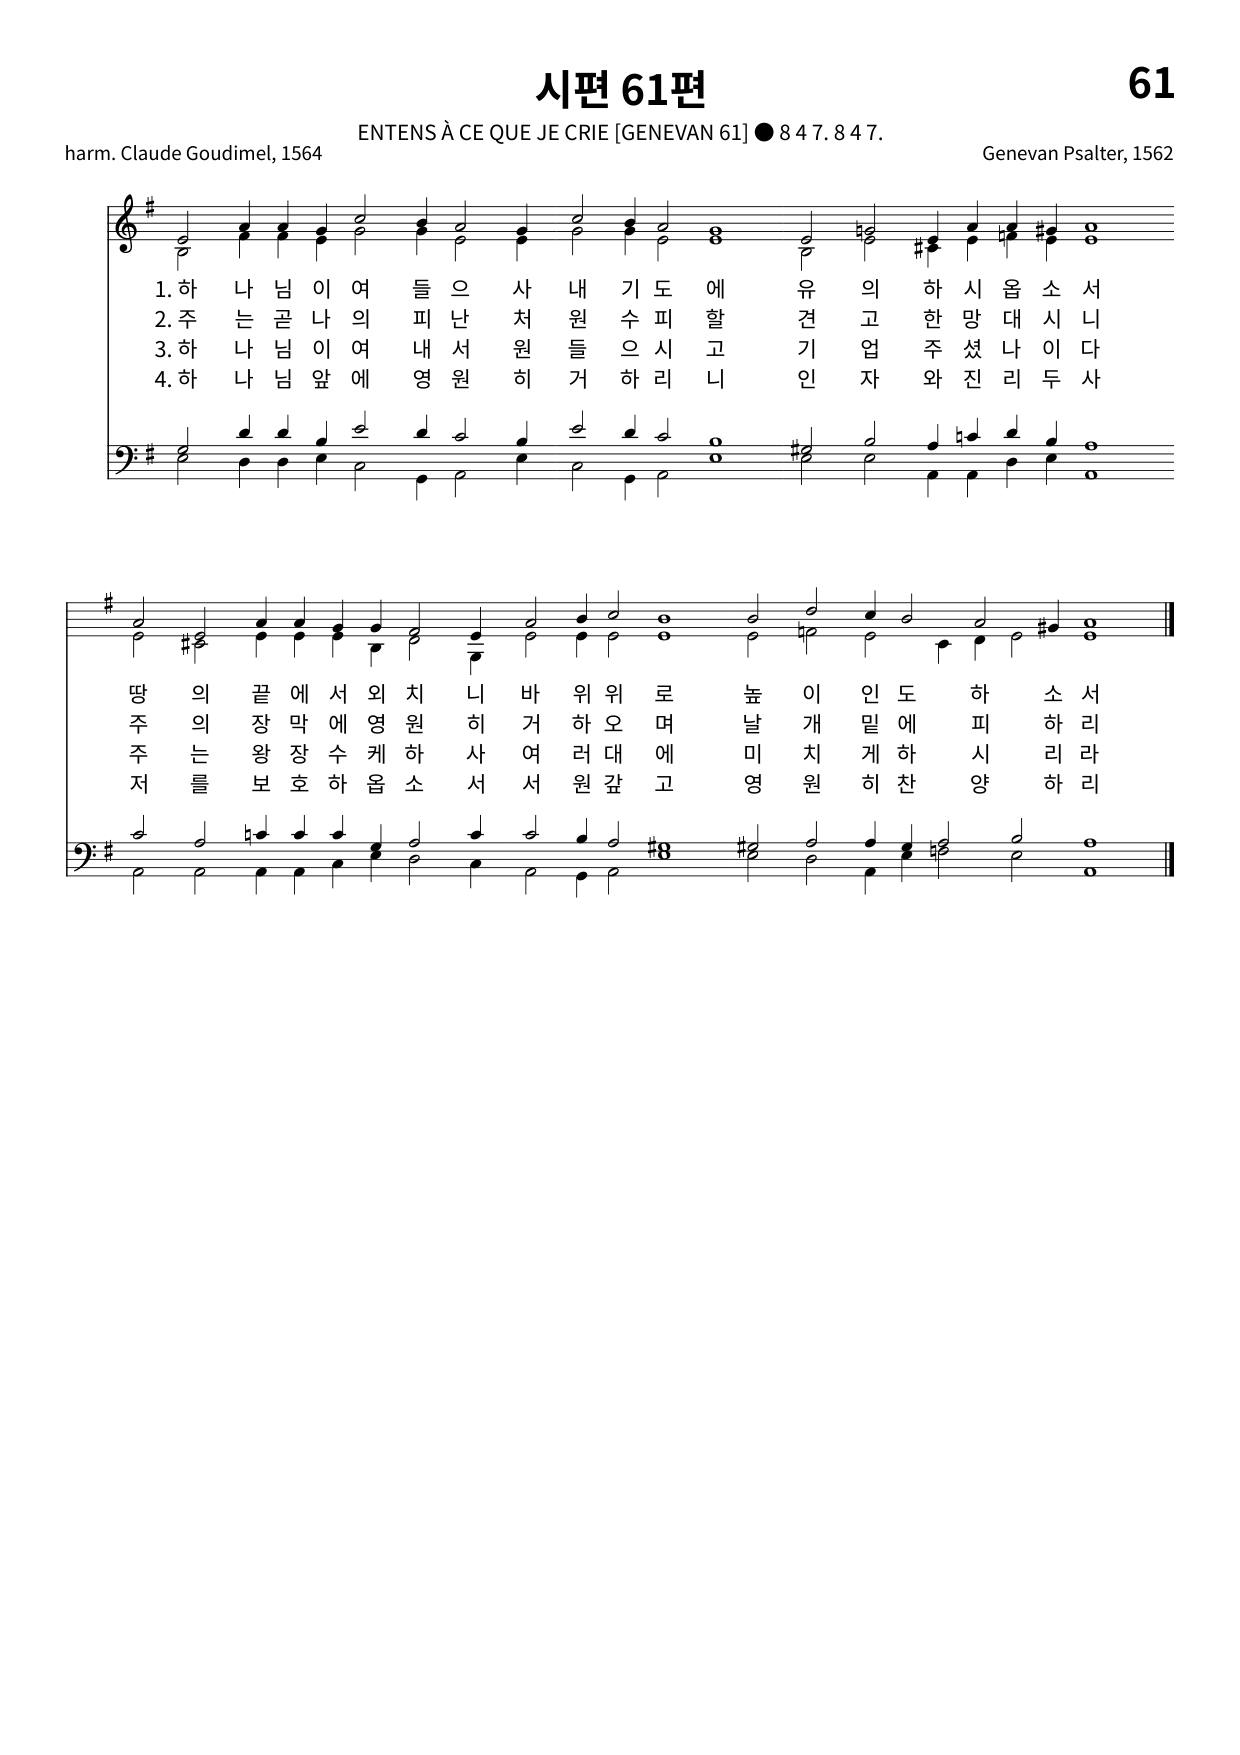 시편 61편
61
ENTENS À CE QUE JE CRIE [GENEVAN 61] ● 8 4 7. 8 4 7.
harm. Claude Goudimel, 1564
Genevan Psalter, 1562
1. 하 나 님 이 여 들 으 사 내 기 도 에 유 의 하 시 옵 소 서
2. 주 는 곧 나 의 피 난 처 원 수 피 할 견 고 한 망 대 시 니
3. 하 나 님 이 여 내 서 원 들 으 시 고 기 업 주 셨 나 이 다
4. 하 나 님 앞 에 영 원 히 거 하 리 니 인 자 와 진 리 두 사
땅 의 끝 에 서 외 치 니 바 위 위 로 높 이 인 도 하 소 서
주 의 장 막 에 영 원 히 거 하 오 며 날 개 밑 에 피 하 리
주 는 왕 장 수 케 하 사 여 러 대 에 미 치 게 하 시 리 라
저 를 보 호 하 옵 소 서 서 원 갚 고 영 원 히 찬 양 하 리